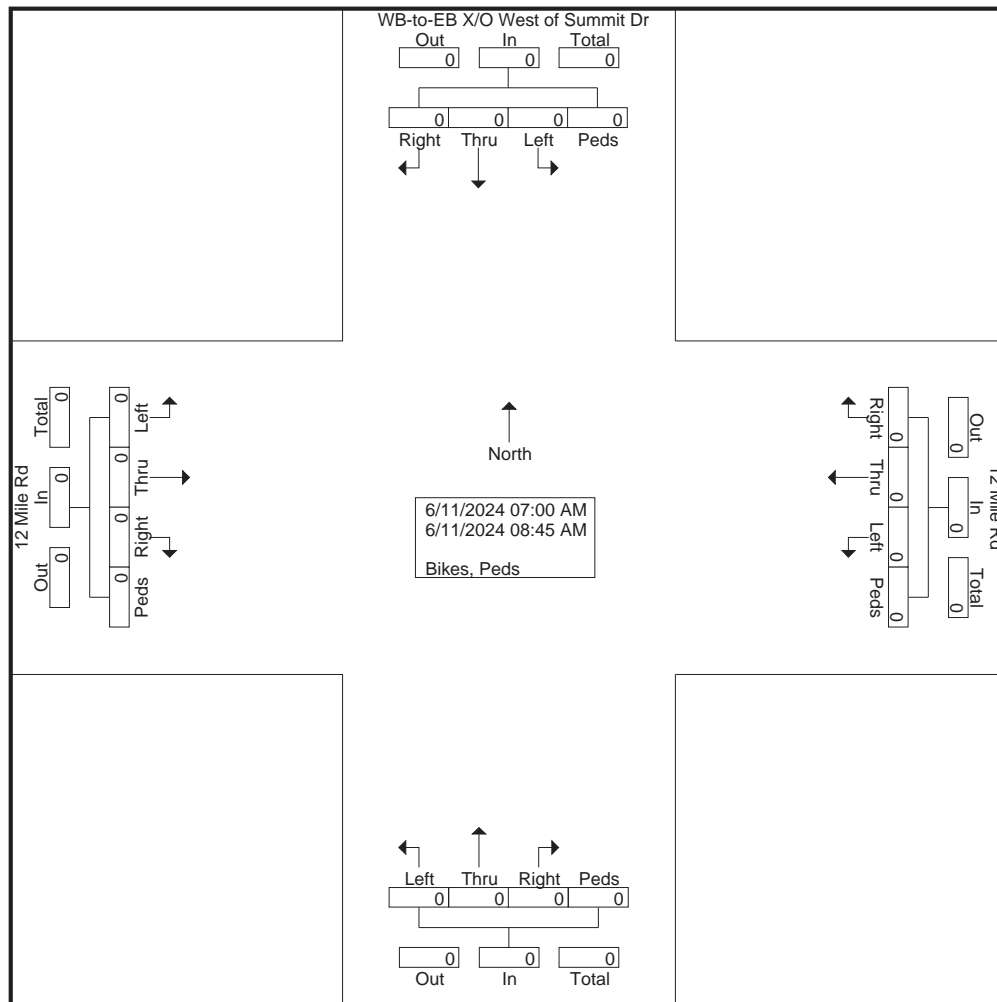 WB-to-EB X/O West of Summit Dr
Out In Total
0 0 0
0 0 0 0
Right Thru Left Peds
12 Mile Rd
Out In Total
0 0 0
0 0 0 0
Left Thru Right Peds
North
6/11/2024 07:00 AM
6/11/2024 08:45 AM
Bikes, Peds
Right Thru Left Peds
0 0 0 0
Out In Total
0 0 0
12 Mile Rd
Left Thru Right Peds
0 0 0 0
0 0 0
Out In Total